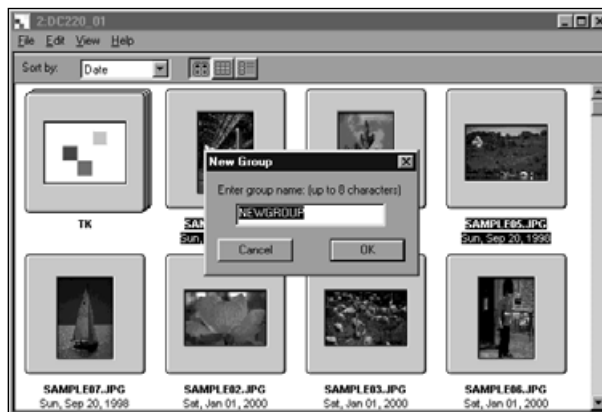 2:DC220_01
File Edit View Help
Sort by: Date
New Group
Enter group name: (up to 8 characters)
NEWGROUP
Cancel OK
TK
SAMPLE05.JPG
Sun, Sep 20, 1998
SAMPLE07.JPG SAMPLE02.JPG SAMPLE03.JPG SAMPLE06.JPG
Sun, Sep 20, 1998 Sat, Jan 01, 2000 Sat, Jan 01, 2000 Sat, Jan 01, 2000